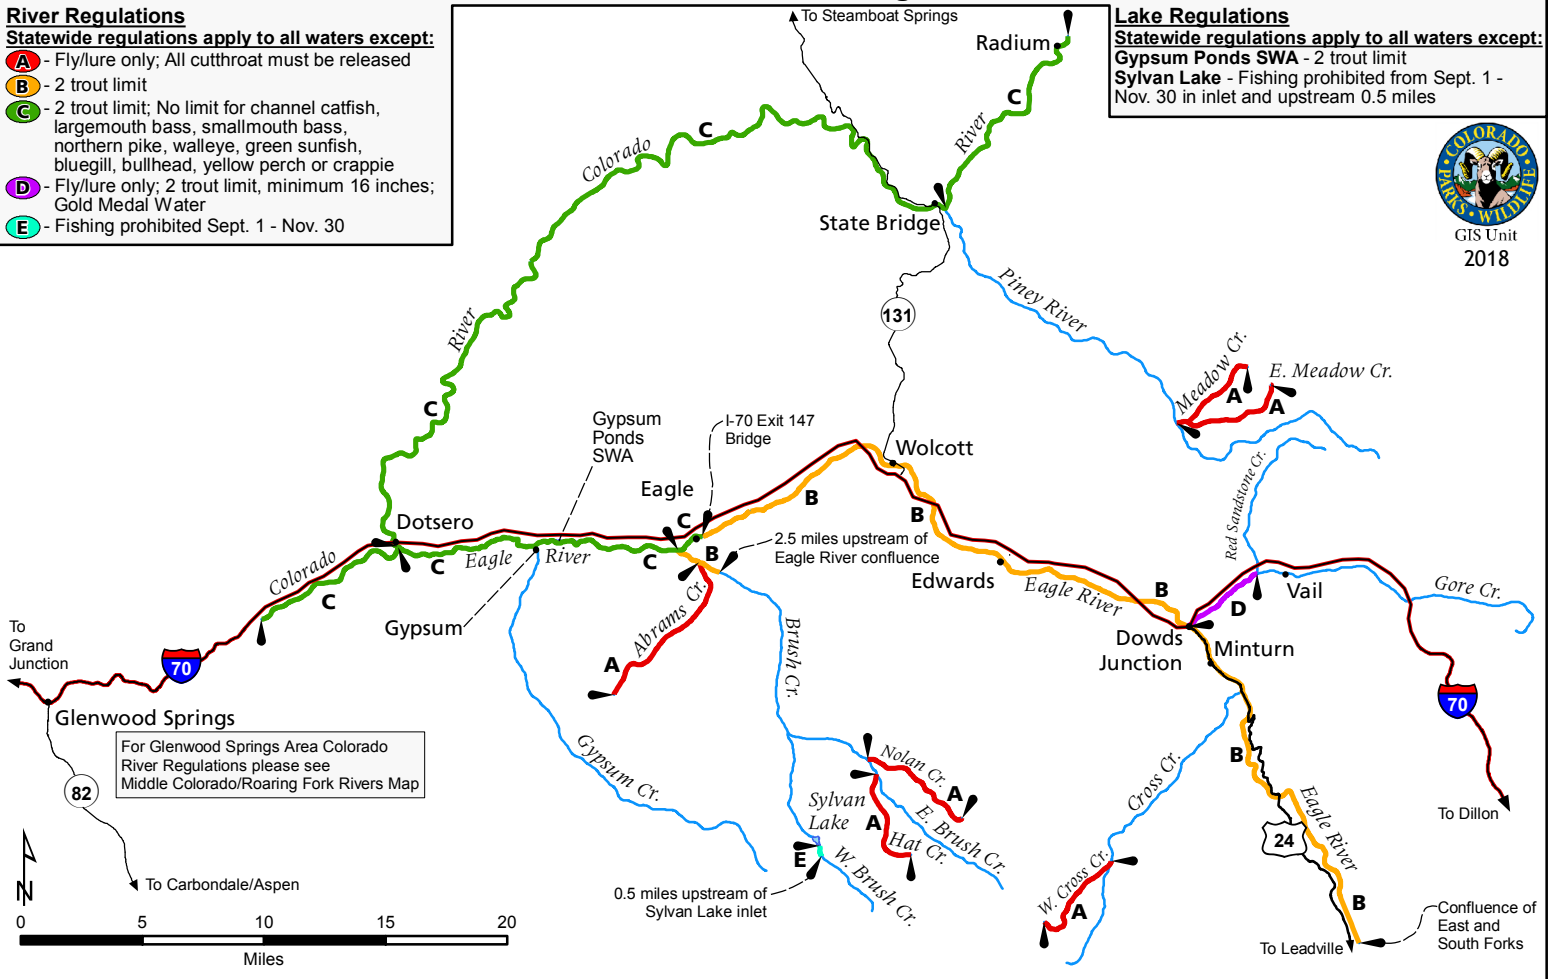 River Regulations
Statewide regulations apply to all waters except:
A - Fly/lure only; All cutthroat must be released
B - 2 trout limit
C - 2 trout limit; No limit for channel catfish,
largemouth bass, smallmouth bass,
northern pike, walleye, green sunfish,
bluegill, bullhead, yellow perch or crappie
D - Fly/lure only; 2 trout limit, minimum 16 inches;
Gold Medal Water
E - Fishing prohibited Sept. 1 - Nov. 30
Lake Regulations
Statewide regulations apply to all waters except:
Gypsum Ponds SWA - 2 trout limit
Sylvan Lake - Fishing prohibited from Sept. 1 -
Nov. 30 in inlet and upstream 0.5 miles
COLORADO
PARKS • WILDLIFE
GIS Unit
2018
To Steamboat Springs
Radium
C
River
C
Colorado
State Bridge
Piney River
131
River
C
Meadow Cr.
A
E. Meadow Cr.
A
Gypsum
Ponds
SWA
I-70 Exit 147
Bridge
Wolcott
Eagle
B
B
Red Sandstone Cr.
Dotsero
C
2.5 miles upstream of
Eagle River confluence
Colorado
C
C
Eagle
River
C
B
Edwards
Eagle River
B
D
Vail
Gore Cr.
Gypsum
Abrams Cr.
A
Brush Cr.
Dowds
Junction
Minturn
To
Grand
Junction
70
70
Glenwood Springs
For Glenwood Springs Area Colorado
River Regulations please see
Middle Colorado/Roaring Fork Rivers Map
82
To Carbondale/Aspen
Gypsum Cr.
Nolan Cr.
A
Sylvan
Lake
A
Hat Cr.
E. Brush Cr.
E
W. Brush Cr.
0.5 miles upstream of
Sylvan Lake inlet
Cross Cr.
W. Cross Cr.
A
B
Eagle River
24
B
To Dillon
To Leadville
Confluence of
East and
South Forks
N
0 5 10 15 20
Miles